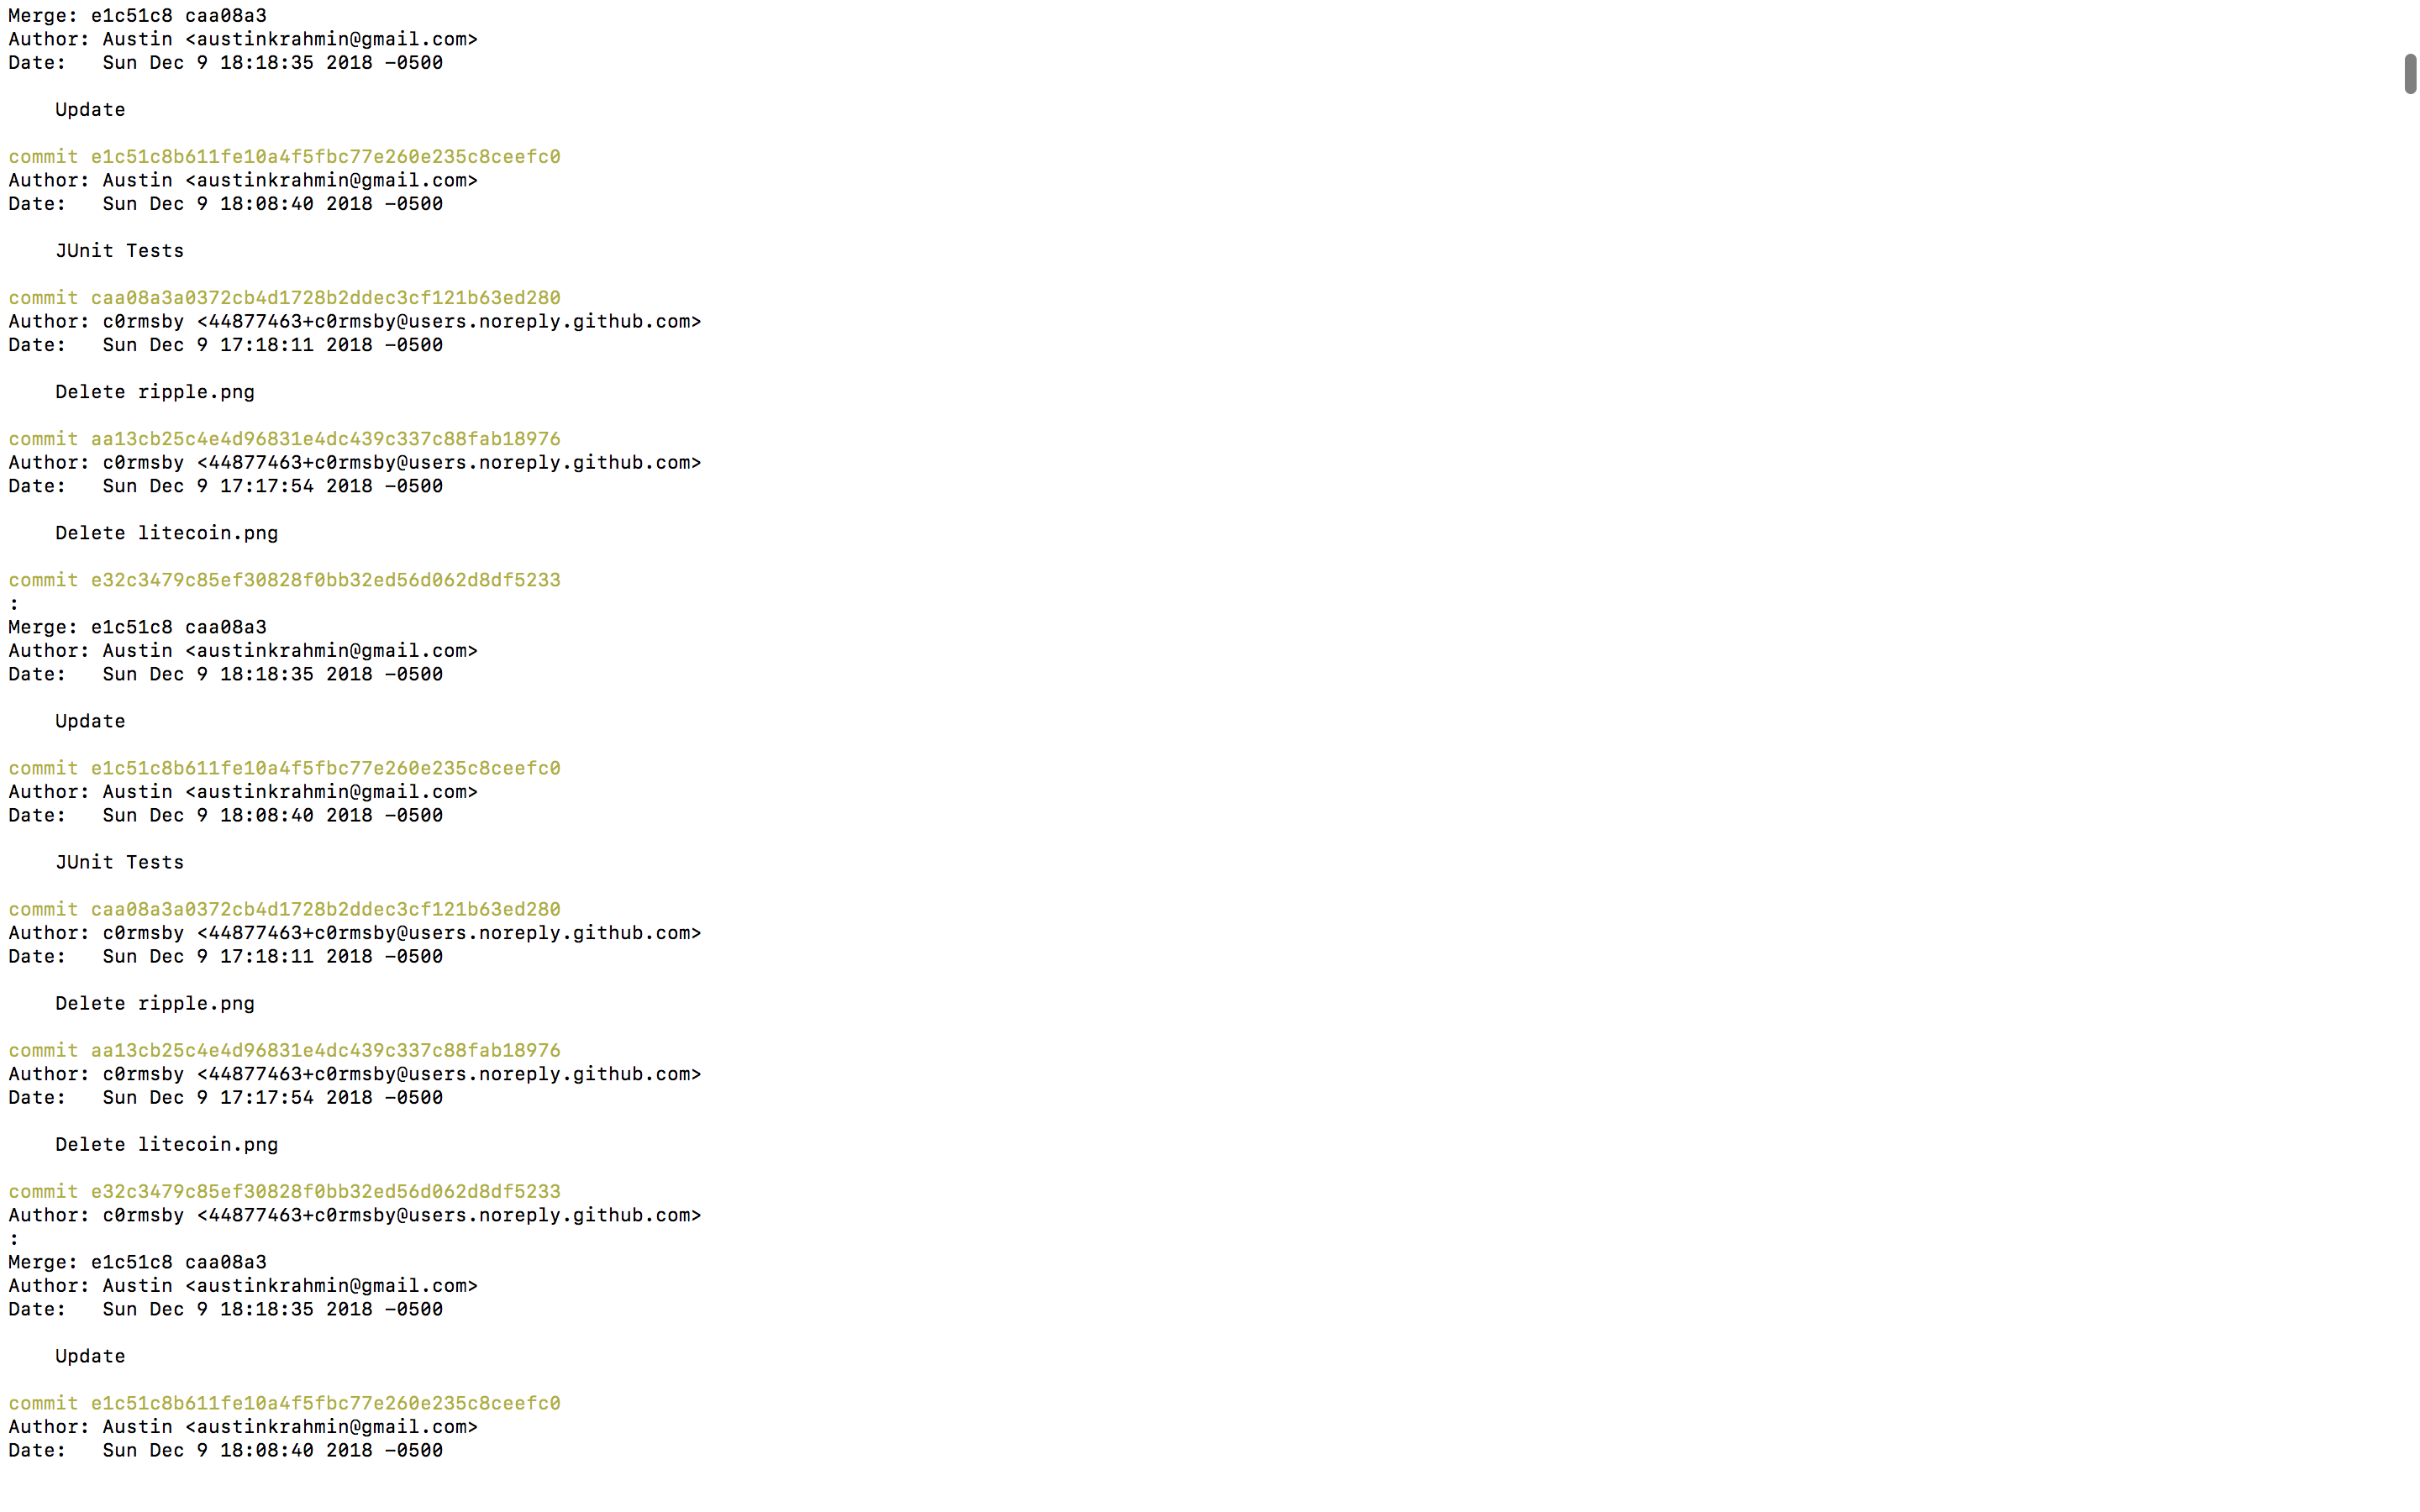 Merge: e1c51c8 caa08a3
Author: Austin <austinkrahmin@gmail.com>
Date:   Sun Dec 9 18:18:35 2018 -0500
    Update
commit e1c51c8b611fe10a4f5fbc77e260e235c8ceefc0
Author: Austin <austinkrahmin@gmail.com>
Date:   Sun Dec 9 18:08:40 2018 -0500
    JUnit Tests
commit caa08a3a0372cb4d1728b2ddec3cf121b63ed280
Author: c0rmsby <44877463+c0rmsby@users.noreply.github.com>
Date:   Sun Dec 9 17:18:11 2018 -0500
    Delete ripple.png
commit aa13cb25c4e4d96831e4dc439c337c88fab18976
Author: c0rmsby <44877463+c0rmsby@users.noreply.github.com>
Date:   Sun Dec 9 17:17:54 2018 -0500
    Delete litecoin.png
commit e32c3479c85ef30828f0bb32ed56d062d8df5233
:
Merge: e1c51c8 caa08a3
Author: Austin <austinkrahmin@gmail.com>
Date:   Sun Dec 9 18:18:35 2018 -0500
    Update
commit e1c51c8b611fe10a4f5fbc77e260e235c8ceefc0
Author: Austin <austinkrahmin@gmail.com>
Date:   Sun Dec 9 18:08:40 2018 -0500
    JUnit Tests
commit caa08a3a0372cb4d1728b2ddec3cf121b63ed280
Author: c0rmsby <44877463+c0rmsby@users.noreply.github.com>
Date:   Sun Dec 9 17:18:11 2018 -0500
    Delete ripple.png
commit aa13cb25c4e4d96831e4dc439c337c88fab18976
Author: c0rmsby <44877463+c0rmsby@users.noreply.github.com>
Date:   Sun Dec 9 17:17:54 2018 -0500
    Delete litecoin.png
commit e32c3479c85ef30828f0bb32ed56d062d8df5233
Author: c0rmsby <44877463+c0rmsby@users.noreply.github.com>
:
Merge: e1c51c8 caa08a3
Author: Austin <austinkrahmin@gmail.com>
Date:   Sun Dec 9 18:18:35 2018 -0500
    Update
commit e1c51c8b611fe10a4f5fbc77e260e235c8ceefc0
Author: Austin <austinkrahmin@gmail.com>
Date:   Sun Dec 9 18:08:40 2018 -0500